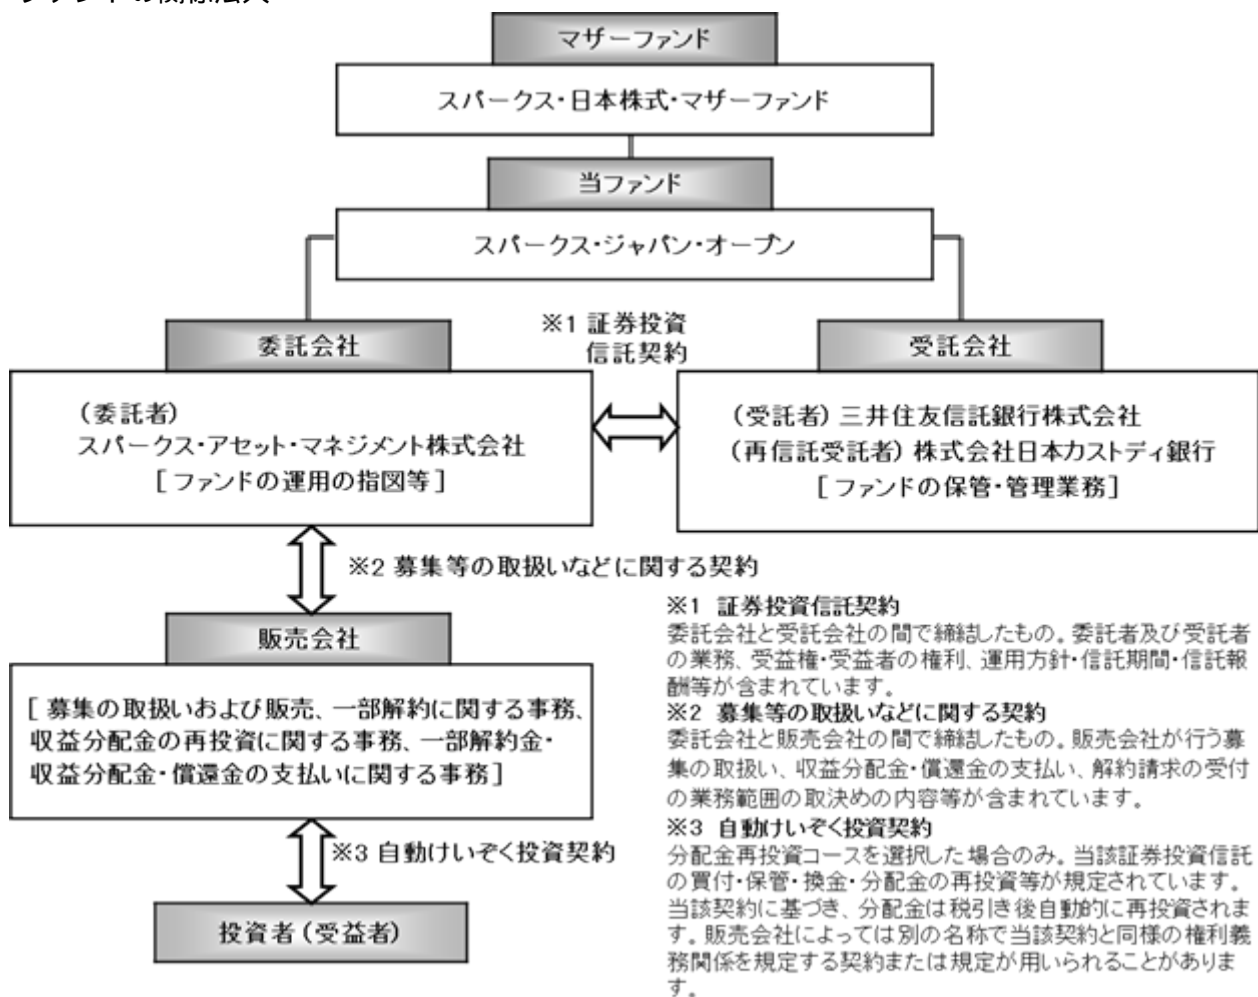 マザーファンド
スパークス・日本株式・マザーファンド
当ファンド
スパークス・ジャパン・オープン
委託会社
(委託者)
スパークス・アセット・マネジメント株式会社
[ファンドの運用の指図等]
※1 証券投資
信託契約
受託会社
(受託者) 三井住友信託銀行株式会社
(再信託受託者) 株式会社日本カストディ銀行
[ファンドの保管・管理業務]
※2 募集等の取扱いなどに関する契約
販売会社
[ 募集の取扱いおよび販売、一部解約に関する事務、
収益分配金の再投資に関する事務、一部解約金・
収益分配金・償還金の支払いに関する事務]
※3 自動けいぞく投資契約
投資者(受益者)
※1 証券投資信託契約
委託会社と受託会社の間で締結したもの。委託者及び受託者
の業務、受益権・受益者の権利、運用方針・信託期間・信託報
酬等が含まれています。
※2 募集等の取扱いなどに関する契約
委託会社と販売会社の間で締結したもの。販売会社が行う募
集の取扱い、収益分配金・償還金の支払い、解約請求の受付
の業務範囲の取決めの内容等が含まれています。
※3 自動けいぞく投資契約
分配金再投資コースを選択した場合のみ。当該証券投資信託
の買付・保管・換金・分配金の再投資等が規定されています。
当該契約に基づき、分配金は税引き後自動的に再投資されま
す。販売会社によっては別の名称で当該契約と同様の権利義
務関係を規定する契約または規定が用いられることがありま
す。